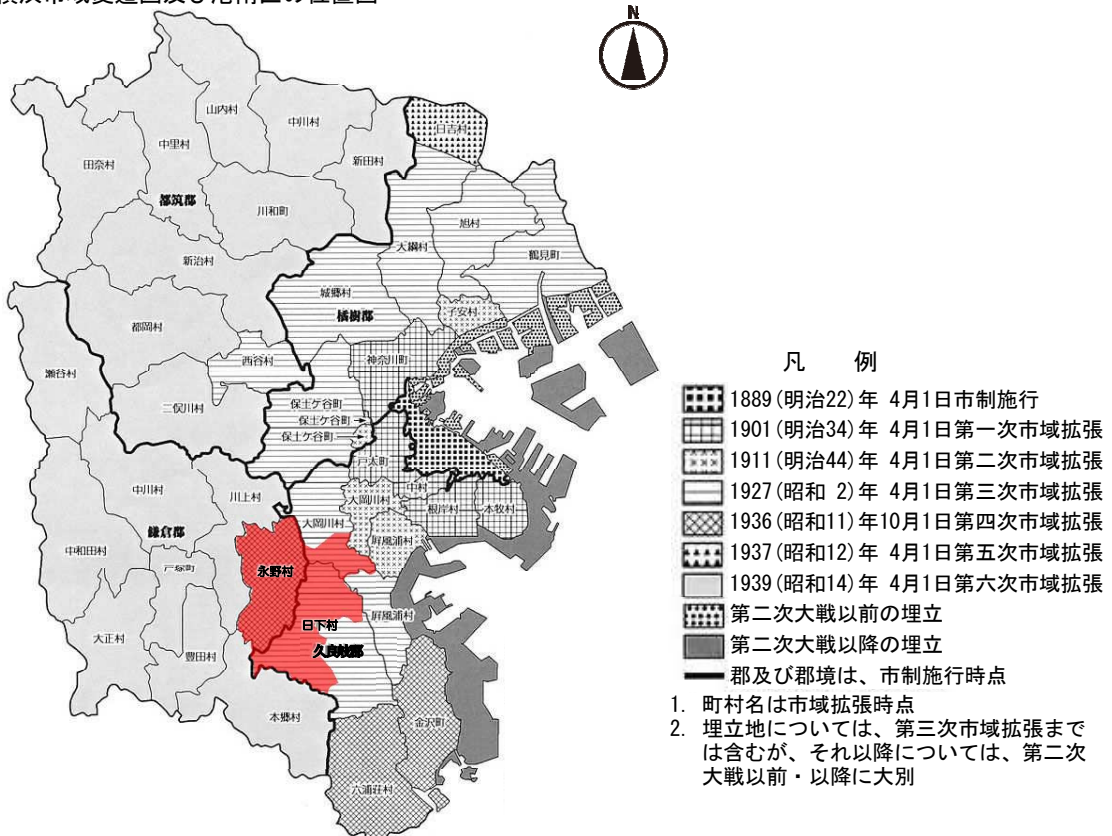 N
山内村
中川村
日吉村
中里村
田奈村
新田村
都筑郡
川和町
旭村
大綱村
鶴見町
新治村
城郷村
橘樹郡
子安村
都岡村
西谷村
神奈川町
瀬谷村
二俣川村
保土ケ谷町
保土ケ谷町
保土ケ谷町
戸太町
中川村
川上村
中村
大岡川村
根岸村
本牧村
大岡川村
鎌倉郡
屏風浦村
中和田村
戸塚町
永野村
屏風浦村
日下村
大正村
豊田村
久良岐郡
本郷村
金沢町
六浦荘村
凡 例
1889(明治22)年 4月1日市制施行
1901(明治34)年 4月1日第一次市域拡張
1911(明治44)年 4月1日第二次市域拡張
1927(昭和 2)年 4月1日第三次市域拡張
1936(昭和11)年10月1日第四次市域拡張
1937(昭和12)年 4月1日第五次市域拡張
1939(昭和14)年 4月1日第六次市域拡張
第二次大戦以前の埋立
第二次大戦以降の埋立
郡及び郡境は、市制施行時点
1. 町村名は市域拡張時点
2. 埋立地については、第三次市域拡張まで
は含むが、それ以降については、第二次
大戦以前・以降に大別